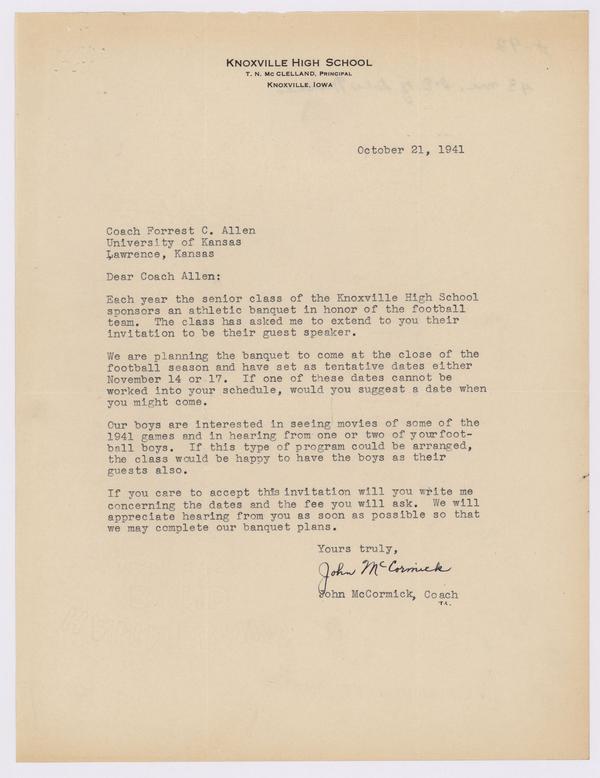 KNOXVILLE HIGH SCHOOL
T. N. MC CLELLAND, PRINCIPAL
KNOXVILLE, IOWA
October 21, 1941
Coach Forrest C. Allen
University of Kansas
Lawrence, Kansas
Dear Coach Allen:
Each year the senior class of the Knoxville High School
sponsors an athletic banquet in honor of the football
team. The class has asked me to extend to you their
invitation to be their guest speaker.
We are planning the banquet to come at the close of the
football season and have set as tentative dates either
November 14 or 17. If one of these dates cannot be
worked into your schedule, would you suggest a date when
you might come.
Our boys are interested in seeing movies of some of the
1941 games and in hearing from one or two of yourfoot-
ball boys. If this type of program could be arranged,
the class would be happy to have the boys as their
guests also.
If you care to accept this invitation will you write me
concerning the dates and the fee you will ask. We will
appreciate hearing from you as soon as possible so that
we may complete our banquet plans.
Yours truly,
John McCormick
John McCormick, Coach